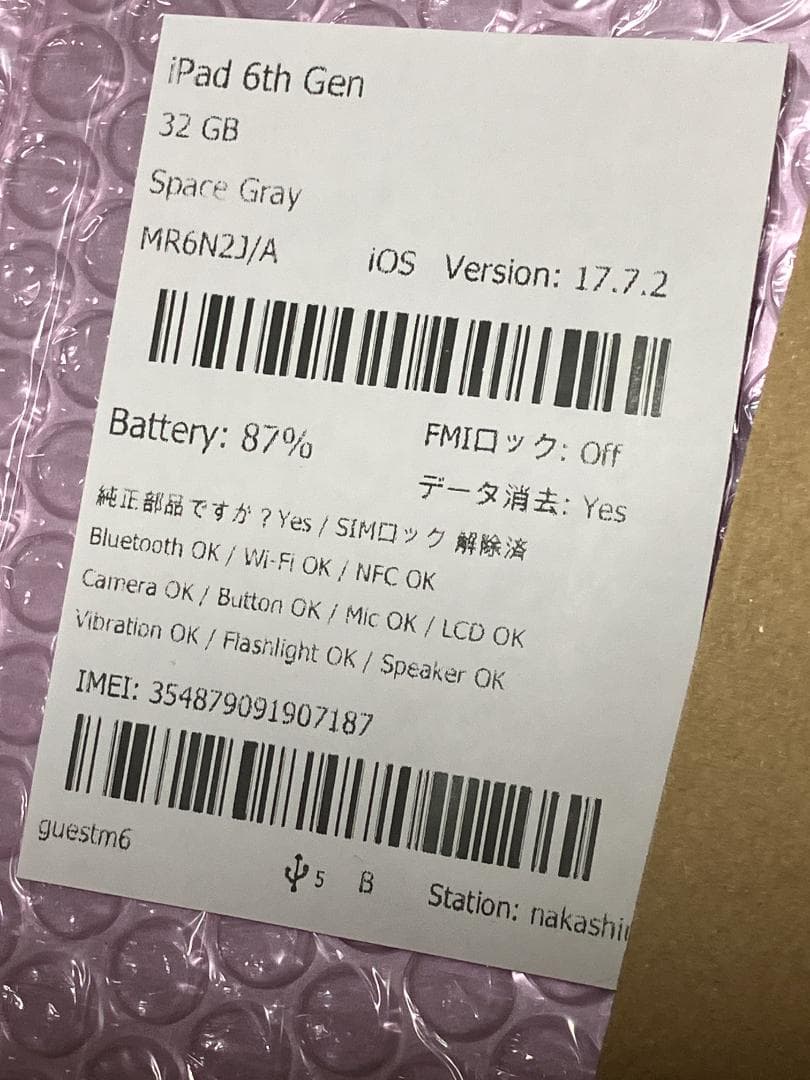 iPad 6th Gen
32 GB
Space Gray
MR6N2J/A iOS Version: 17.7.2
Battery: 87% FMIロック: Off
データ消去: Yes
純正部品ですか？Yes / SIMロック 解除済
Bluetooth OK / Wi-Fi OK / NFC OK
Camera OK / Button OK / Mic OK / LCD OK
Vibration OK / Flashlight OK / Speaker OK
IMEI: 354879091907187
guestm6
5 B Station: